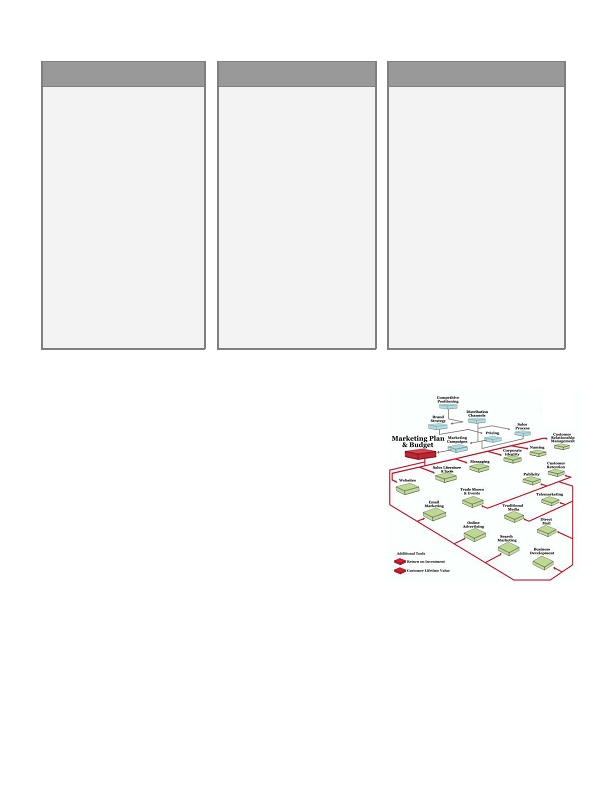 Competitive
Positioning
Distribution
Channels
Brand
Strategy
Sales
Process
Pricing
Customer
Relationship
Management
Marketing Plan
& Budget
Marketing
Campaigns
Naming
Corporate
Identity
Messaging
Customer
Retention
Sales Literature
& Tools
Publicity
Websites
Trade Shows
& Events
Telemarketing
Email
Marketing
Traditional
Media
Direct
Mail
Online
Advertising
Search
Marketing
Business
Development
Additional Tools
Return on Investment
Customer Lifetime Value